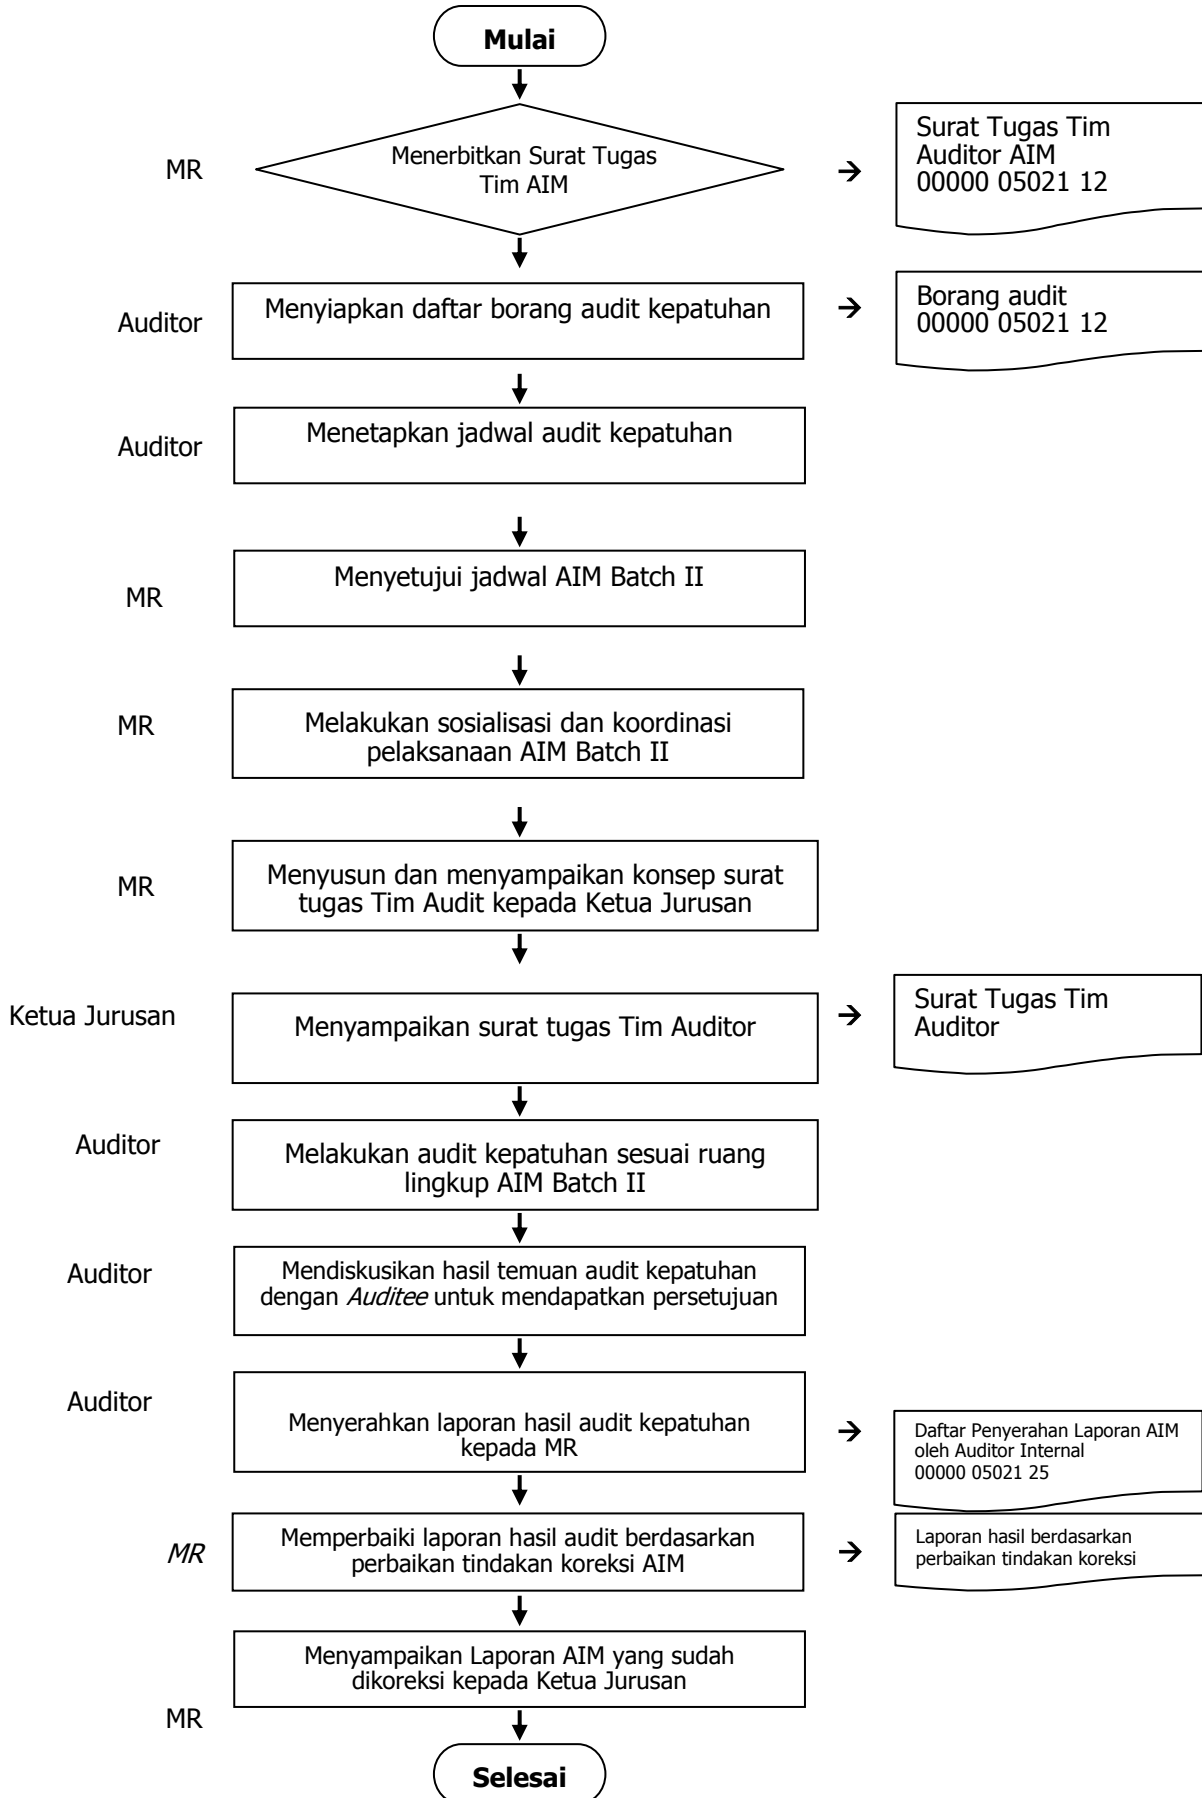 Mulai
MR
Menerbitkan Surat Tugas
Tim AIM
→
Surat Tugas Tim
Auditor AIM
00000 05021 12
Auditor
Menyiapkan daftar borang audit kepatuhan
→
Borang audit
00000 05021 12
Auditor
Menetapkan jadwal audit kepatuhan
MR
Menyetujui jadwal AIM Batch II
MR
Melakukan sosialisasi dan koordinasi
pelaksanaan AIM Batch II
MR
Menyusun dan menyampaikan konsep surat
tugas Tim Audit kepada Ketua Jurusan
Ketua Jurusan
Menyampaikan surat tugas Tim Auditor
→
Surat Tugas Tim
Auditor
Auditor
Melakukan audit kepatuhan sesuai ruang
lingkup AIM Batch II
Auditor
Mendiskusikan hasil temuan audit kepatuhan
dengan Auditee untuk mendapatkan persetujuan
Auditor
Menyerahkan laporan hasil audit kepatuhan
kepada MR
→
Daftar Penyerahan Laporan AIM
oleh Auditor Internal
00000 05021 25
MR
Memperbaiki laporan hasil audit berdasarkan
perbaikan tindakan koreksi AIM
→
Laporan hasil berdasarkan
perbaikan tindakan koreksi
Menyampaikan Laporan AIM yang sudah
dikoreksi kepada Ketua Jurusan
MR
Selesai